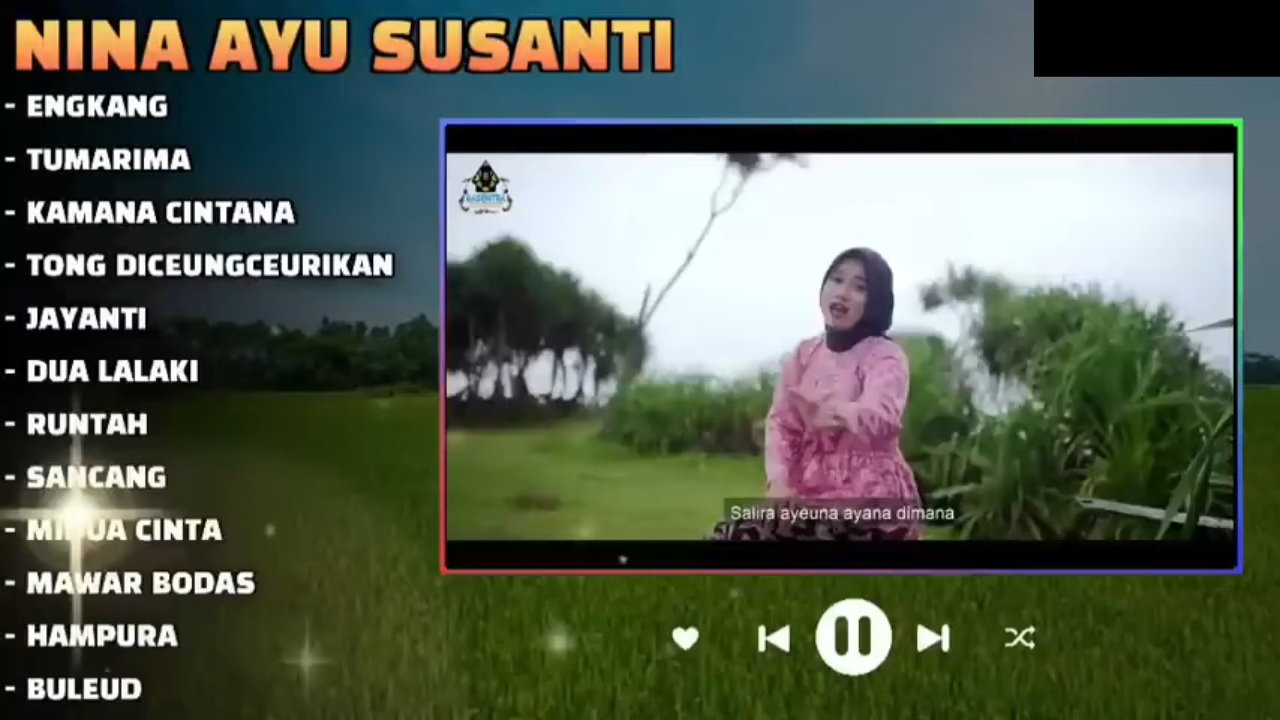 NINA AYU SUSANTI
- ENGKANG
- TUMARIMA
- KAMANA CINTANA
- TONG DICEUNGCEURIKAN
- JAYANTI
- DUA LALAKI
- RUNTAH
- SANCANG
- CINTA
- MAWAR BODAS
- HAMPURA
- BULEUD
Salira ayeuna ayana dimana